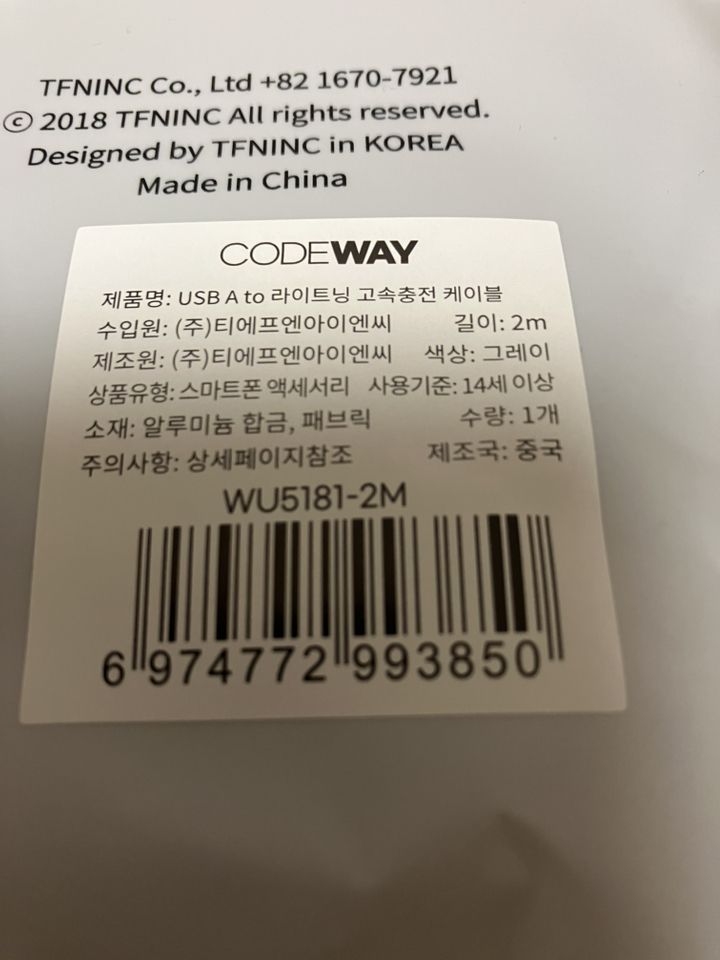 TFNINC Co., Ltd +82 1670-7921
ⓒ 2018 TFNINC All rights reserved.
Designed by TFNINC in KOREA
Made in China
CODEWAY
제품명: USB A to 라이트닝 고속충전 케이블
수입원: (주)티에프엔아이엔씨 길이: 2m
제조원: (주)티에프엔아이엔씨 색상: 그레이
상품유형: 스마트폰 액세서리 사용기준: 14세 이상
소재: 알루미늄 합금, 패브릭 수량: 1개
주의사항: 상세페이지참조 제조국: 중국
WU5181-2M
6 974772 993850